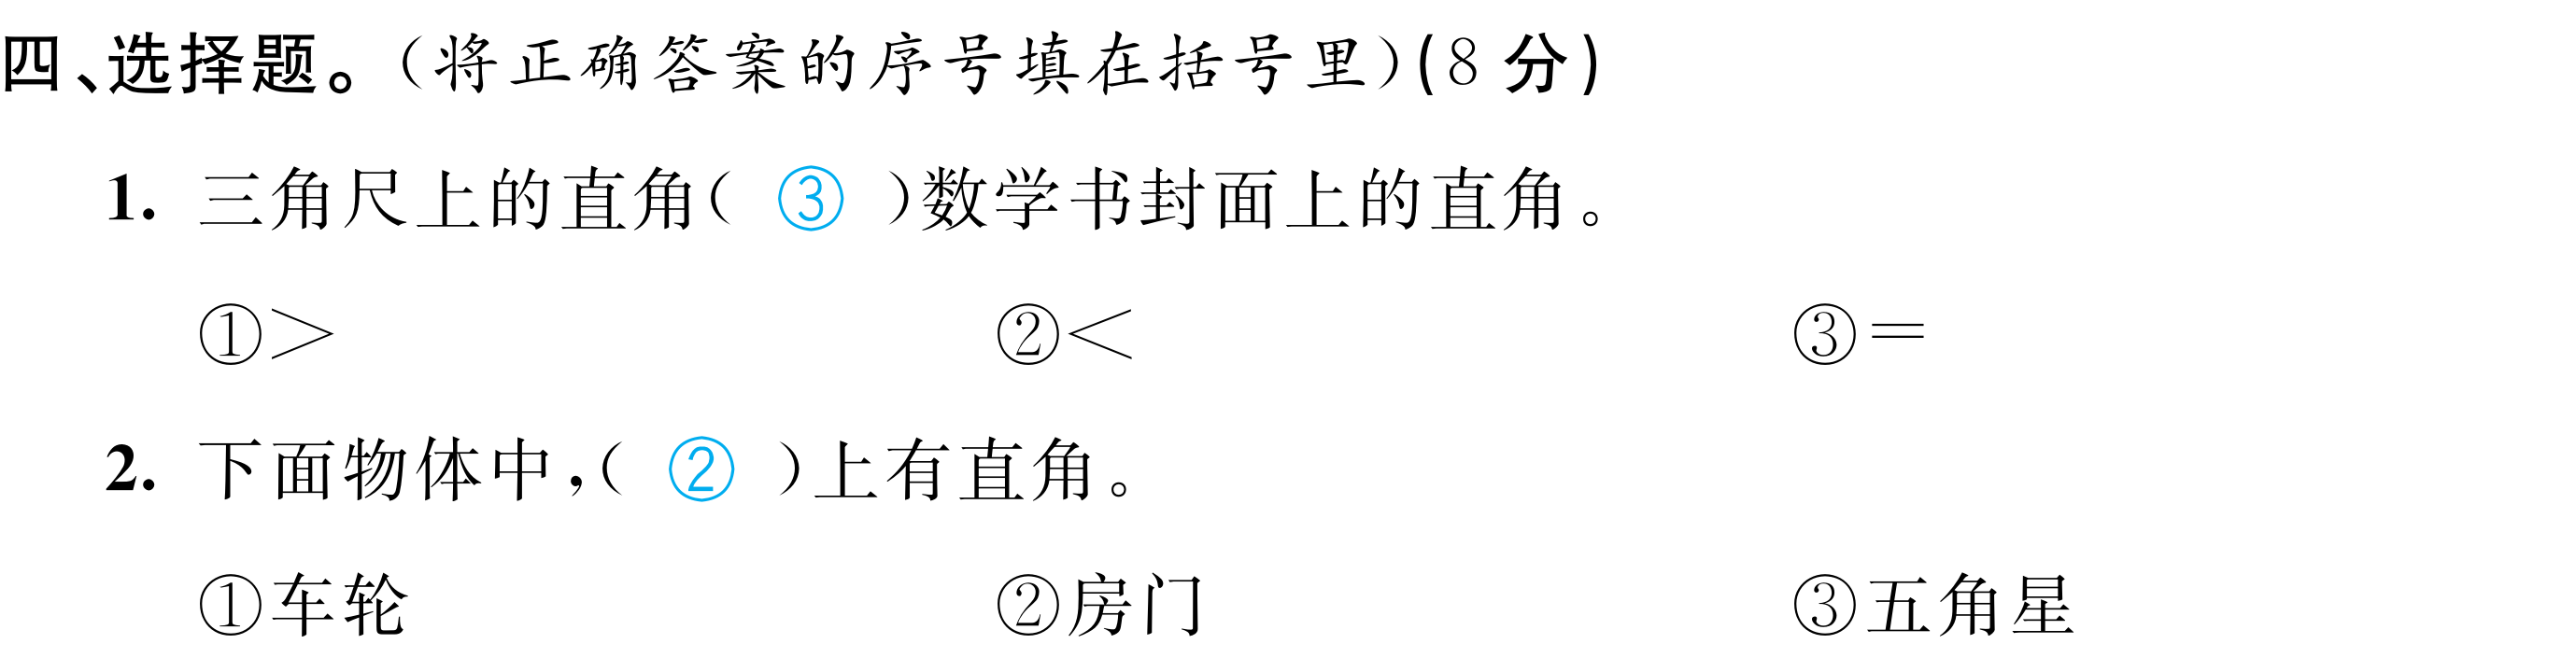 四、选择题。(将正确答案的序号填在括号里)(8 分)
1. 三角尺上的直角( ③ )数学书封面上的直角。
①> ②< ③=
2. 下面物体中,( ② )上有直角。
①车轮 ②房门 ③五角星